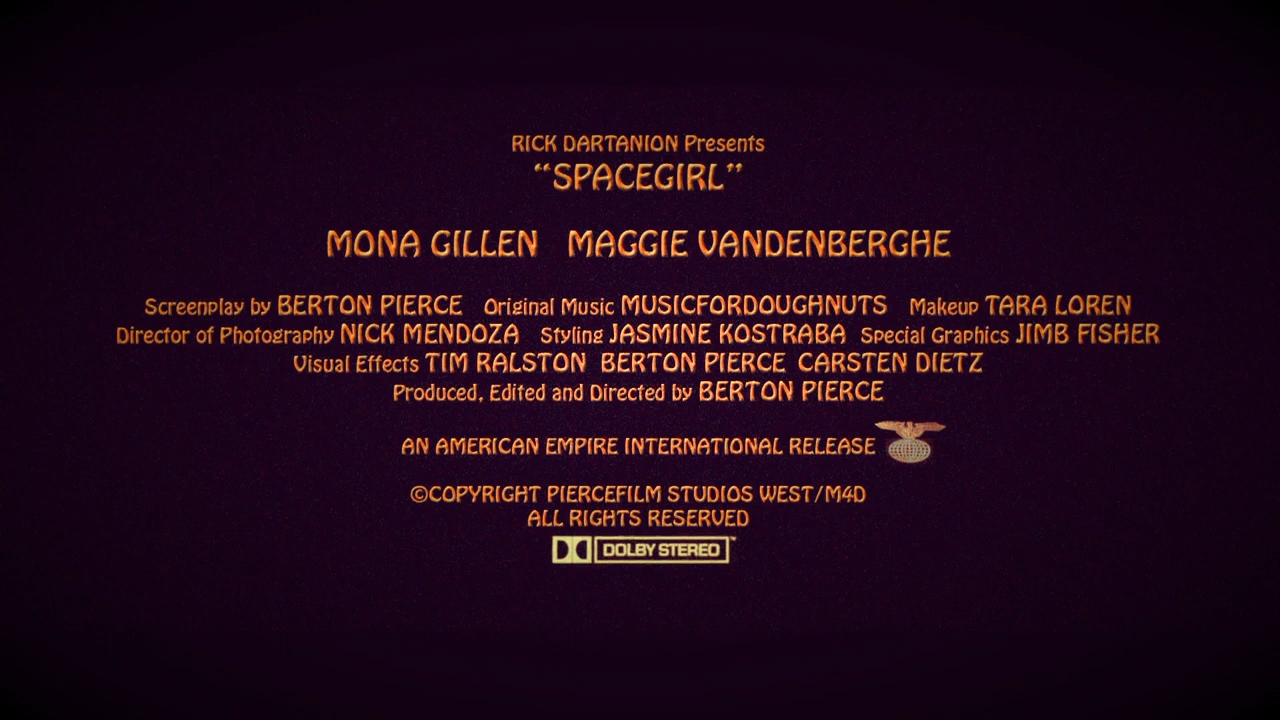 RICK DARTANION Presents
“SPACEGIRL”
MONA GILLEN MAGGIE VANDENBERGHE
Screenplay by BERTON PIERCE Original Music MUSICFORDOUGHNUTS Makeup TARA LOREN
Director of Photography NICK MENDOZA Styling JASMINE KOSTRABA Special Graphics JIMB FISHER
Visual Effects TIM RALSTON BERTON PIERCE CARSTEN DIETZ
Produced, Edited and Directed by BERTON PIERCE
AN AMERICAN EMPIRE INTERNATIONAL RELEASE
©COPYRIGHT PIERCEFILM STUDIOS WEST/M4D
ALL RIGHTS RESERVED
DOLBY STEREO™